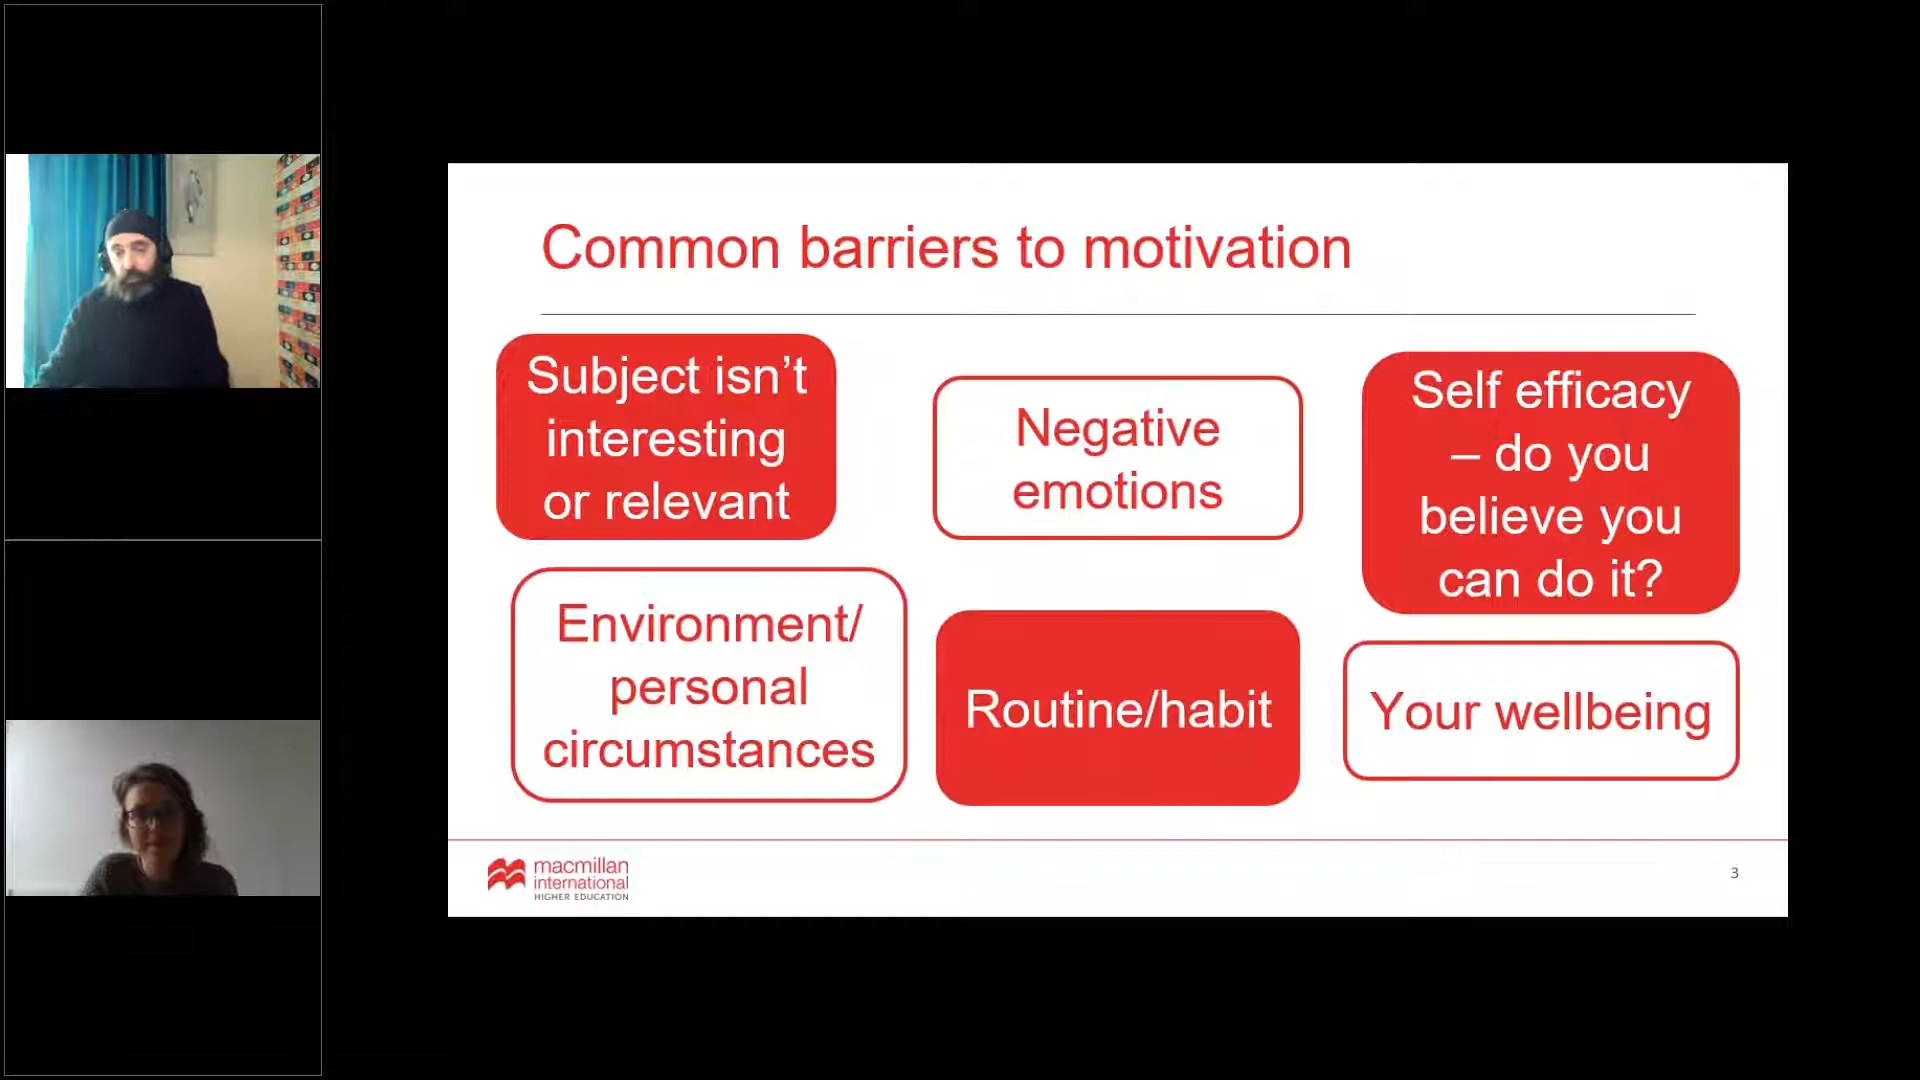 Common barriers to motivation
Subject isn’t
interesting
or relevant
Negative
emotions
Self efficacy
– do you
believe you
can do it?
Environment/
personal
circumstances
Routine/habit
Your wellbeing
macmillan
international
HIGHER EDUCATION
3